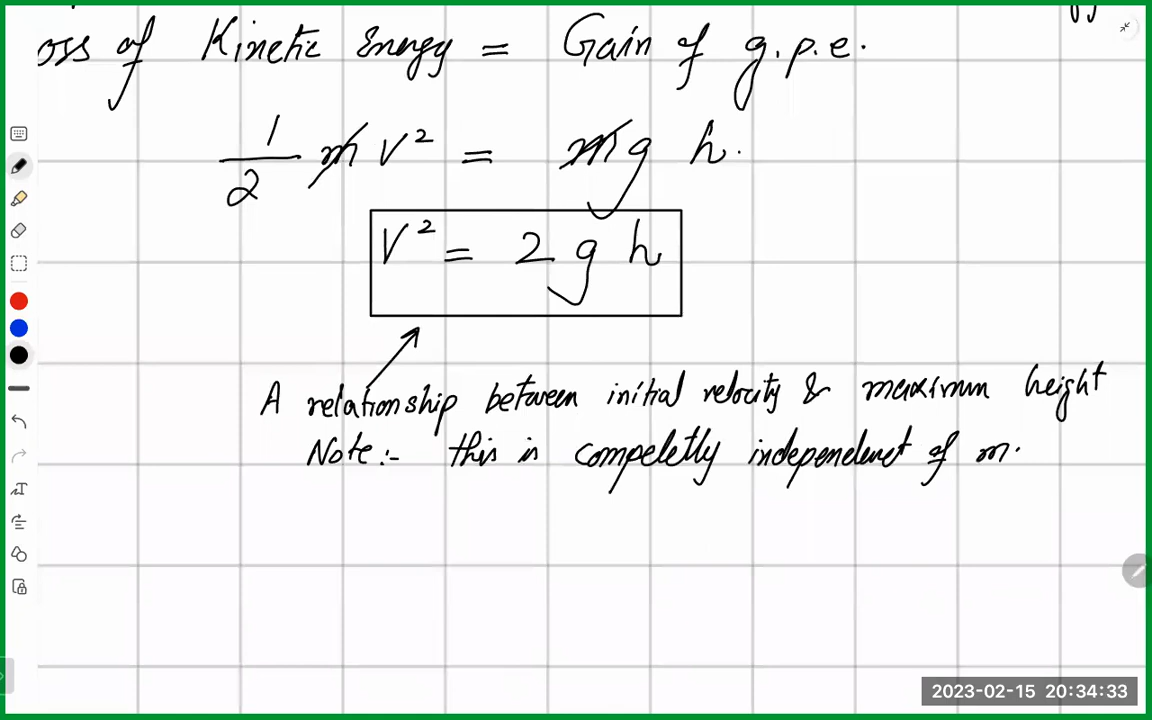 oss of Kinetic Energy = Gain of g.p.e.
1/2 m V² = m g h.
V² = 2 g h
A relationship between initial velocity & maximum height
Note:- this is compeletly independenct of m.
2023-02-15 20:34:33